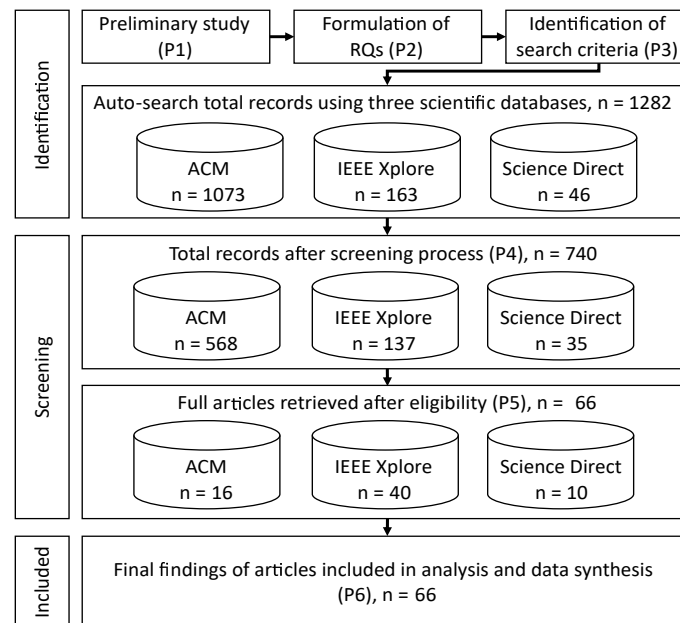 Identification
Preliminary study
(P1)
Formulation of
RQs (P2)
Identification of
search criteria (P3)
Auto-search total records using three scientific databases, n = 1282
ACM
n = 1073
IEEE Xplore
n = 163
Science Direct
n = 46
Screening
Total records after screening process (P4), n = 740
ACM
n = 568
IEEE Xplore
n = 137
Science Direct
n = 35
Full articles retrieved after eligibility (P5), n = 66
ACM
n = 16
IEEE Xplore
n = 40
Science Direct
n = 10
Included
Final findings of articles included in analysis and data synthesis
(P6), n = 66